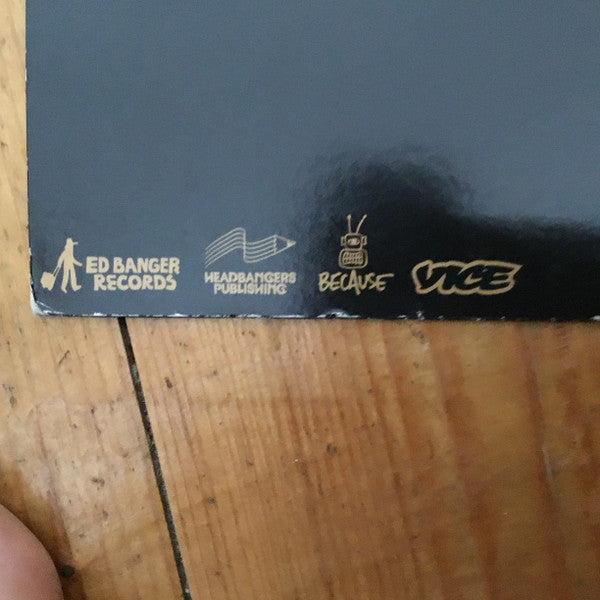 ED BANGER
RECORDS
HEADBANGERS
PUBLISHING
BECAUSE
VICE